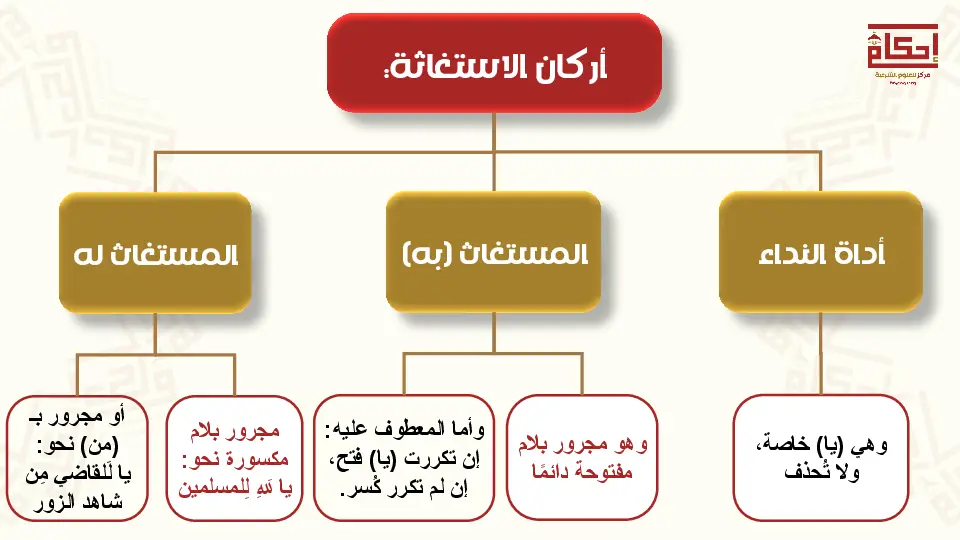 أركان الاستغاثة:
إحكام
مركز للعلوم الشرعية
أداة النداء
المستغاث (به)
المستغاث له
وهي (يا) خاصة،
ولا تُحذف
وهو مجرور بلام
مفتوحة دائمًا
وأما المعطوف عليه:
إن تكررت (يا) فتح،
إن لم تكرر كُسر.
مجرور بلام
مكسورة نحو:
يا للهِ لِلمسلمين
أو مجرور بـ
(من) نحو:
يا لَلقاضي مِن
شاهد الزور